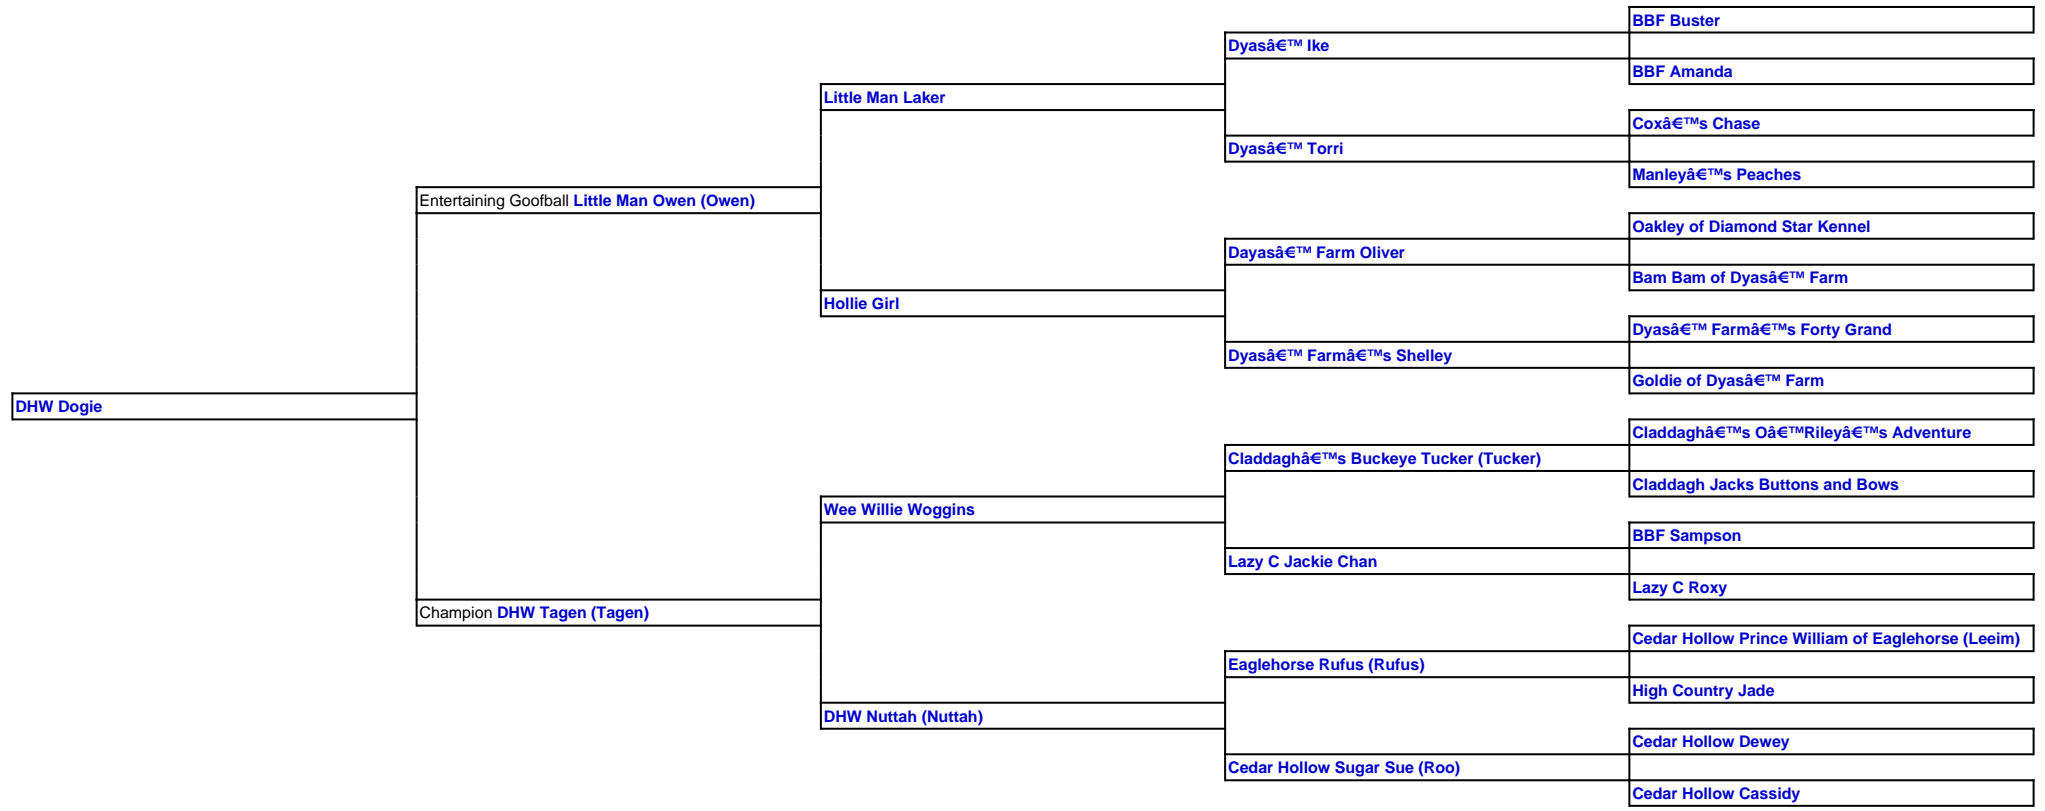 BBF Buster
Dyasâ€™ Ike
BBF Amanda
Little Man Laker
Coxâ€™s Chase
Dyasâ€™ Torri
Manleyâ€™s Peaches
Entertaining Goofball Little Man Owen (Owen)
Oakley of Diamond Star Kennel
Dayasâ€™ Farm Oliver
Bam Bam of Dyasâ€™ Farm
Hollie Girl
Dyasâ€™ Farmâ€™s Forty Grand
Dyasâ€™ Farmâ€™s Shelley
Goldie of Dyasâ€™ Farm
DHW Dogie
Claddaghâ€™s Oâ€™Rileyâ€™s Adventure
Claddaghâ€™s Buckeye Tucker (Tucker)
Claddagh Jacks Buttons and Bows
Wee Willie Woggins
BBF Sampson
Lazy C Jackie Chan
Lazy C Roxy
Champion DHW Tagen (Tagen)
Cedar Hollow Prince William of Eaglehorse (Leeim)
Eaglehorse Rufus (Rufus)
High Country Jade
DHW Nuttah (Nuttah)
Cedar Hollow Dewey
Cedar Hollow Sugar Sue (Roo)
Cedar Hollow Cassidy